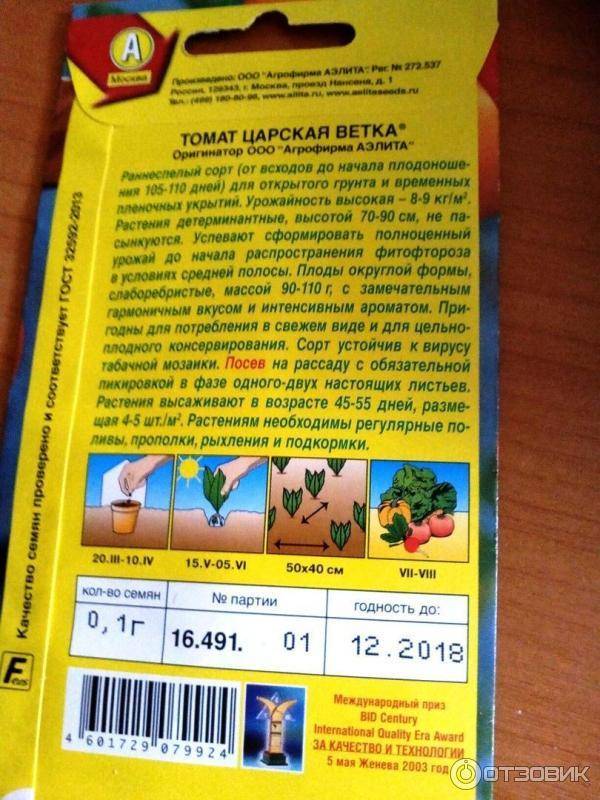 А
Москва
Произведено: ООО "Агрофирма АЭЛИТА". Рег. № 272.537
Россия, 129343, г. Москва, проезд Нансена, д. 1
www.ailita.ru, www.aelitaseeds.ru
ТОМАТ ЦАРСКАЯ ВЕТКА®
Оригинатор ООО "Агрофирма АЭЛИТА"
Раннеспелый сорт (от всходов до начала плодоноше-
ния 105-110 дней) для открытого грунта и временных
пленочных укрытий. Урожайность высокая – 8-9 кг/м².
Растения детерминантные, высотой 70-90 см, не па-
сынкуются. Успевают сформировать полноценный
урожай до начала распространения фитофтороза
в условиях средней полосы. Плоды округлой формы,
слаборебристые, массой 90-110 г, с замечательным
гармоничным вкусом и интенсивным ароматом. При-
годны для потребления в свежем виде и для цельно-
плодного консервирования. Сорт устойчив к вирусу
табачной мозаики. Посев на рассаду с обязательной
пикировкой в фазе одного-двух настоящих листьев.
Растения высаживают в возрасте 45-55 дней, разме-
щая 4-5 шт./м². Растениям необходимы регулярные по-
ливы, прополки, рыхления и подкормки.
Качество семян проверено и соответствует ГОСТ 32592-2013
20.III-10.IV
15.V-05.VI
50х40 см
VII-VIII
кол-во семян
№ партии
годность до:
0,1г
16.491. 01
12.2018
F
4 601729 079924
Международный приз
BID Century
International Quality Era Award
ЗА КАЧЕСТВО И ТЕХНОЛОГИИ
5 мая Женева 2003 год
ОТЗОВИК